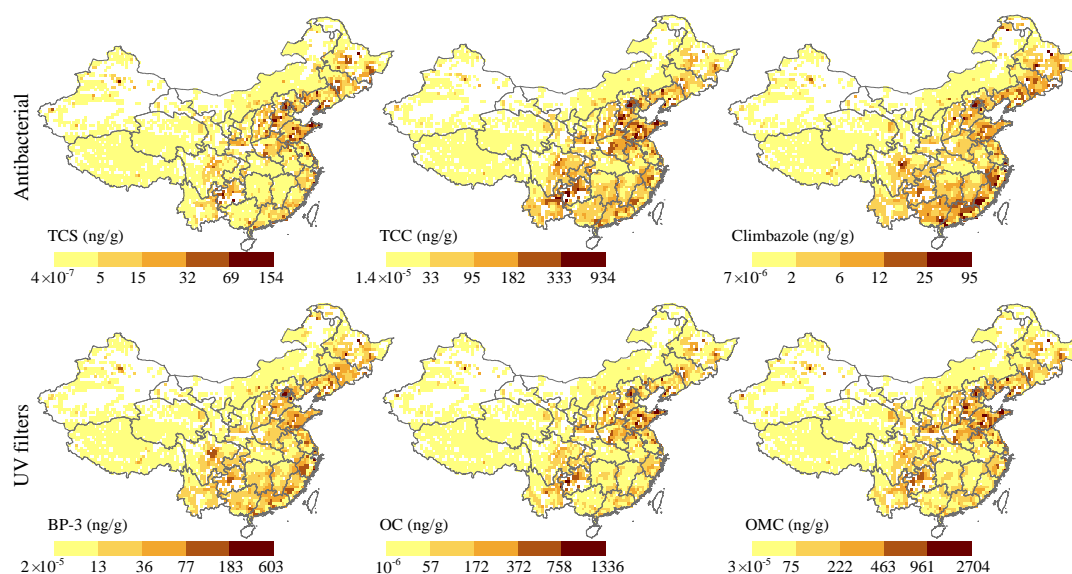 Antibacterial
TCS (ng/g)
4×10⁻⁷ 5 15 32 69 154
TCC (ng/g)
1.4×10⁻⁵ 33 95 182 333 934
Climbazole (ng/g)
7×10⁻⁶ 2 6 12 25 95
UV filters
BP-3 (ng/g)
2×10⁻⁵ 13 36 77 183 603
OC (ng/g)
10⁻⁶ 57 172 372 758 1336
OMC (ng/g)
3×10⁻⁵ 75 222 463 961 2704